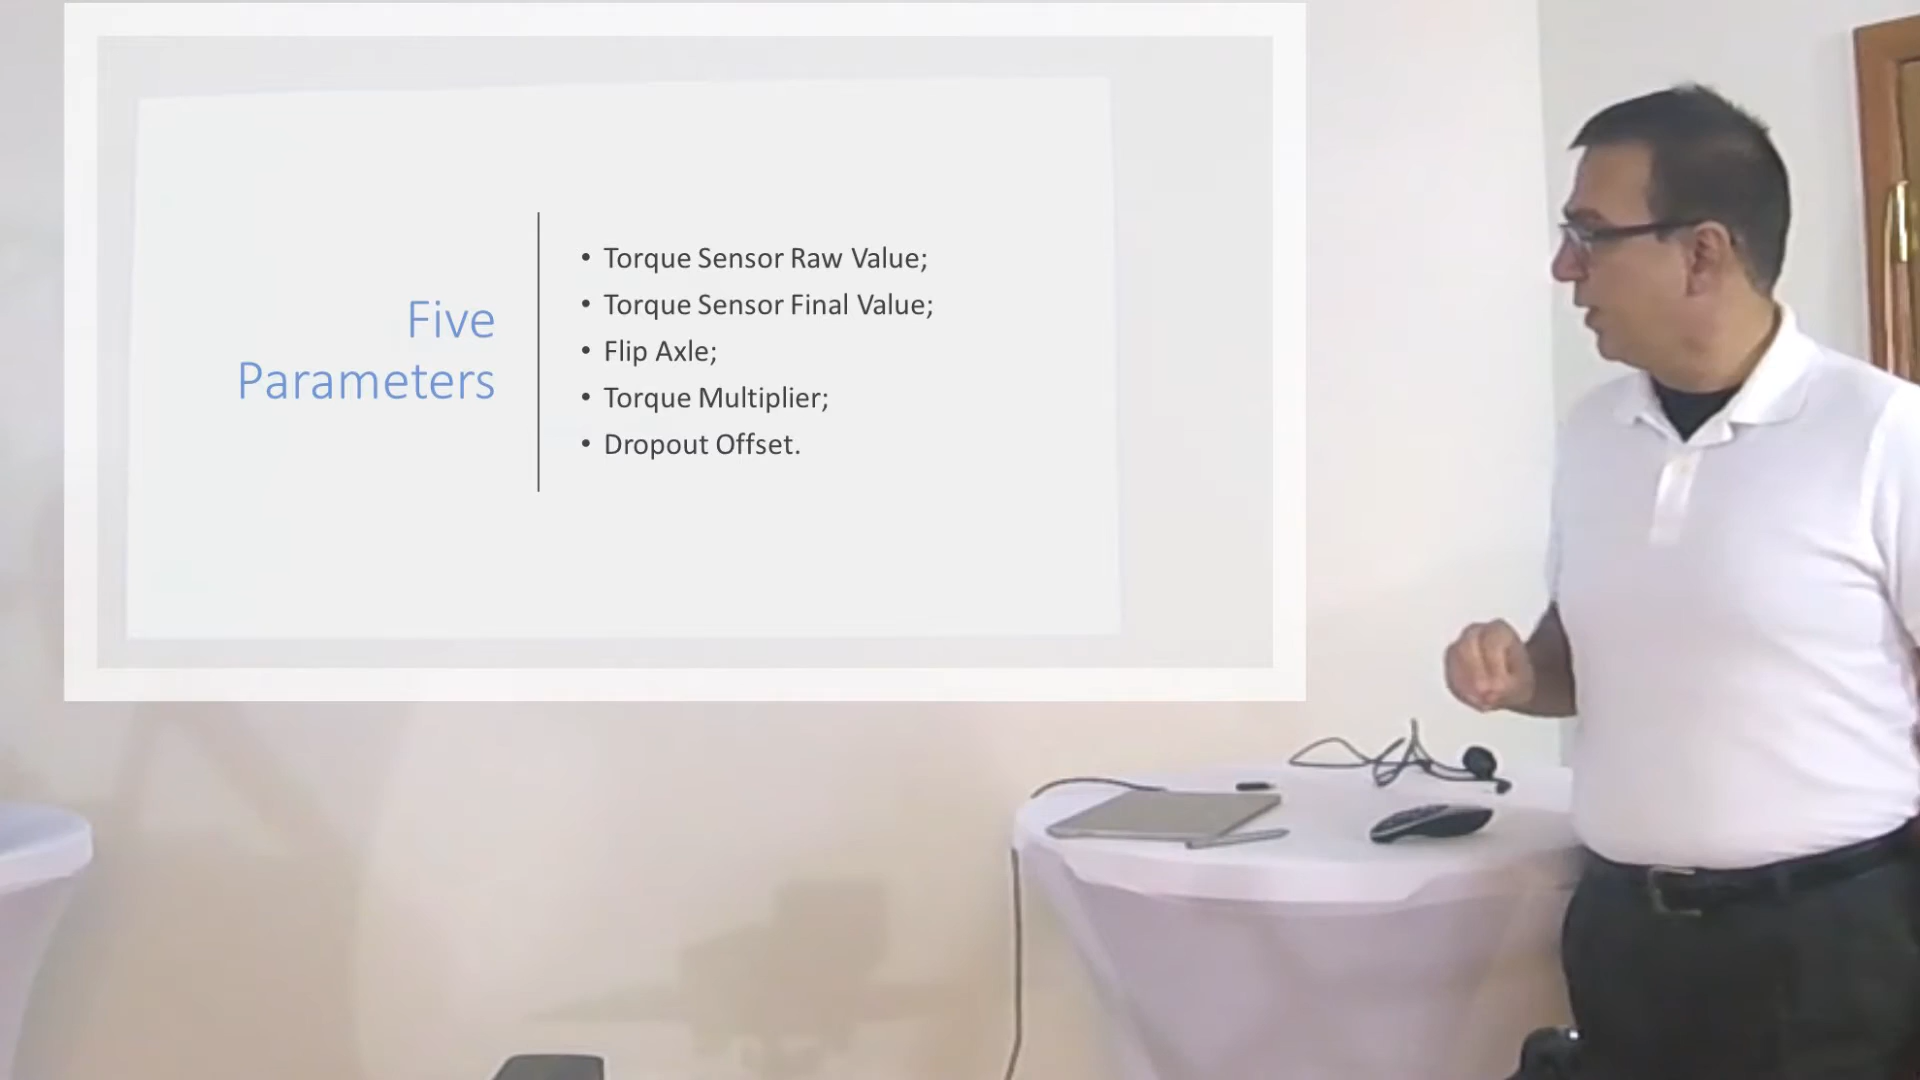 Five
Parameters
• Torque Sensor Raw Value;
• Torque Sensor Final Value;
• Flip Axle;
• Torque Multiplier;
• Dropout Offset.